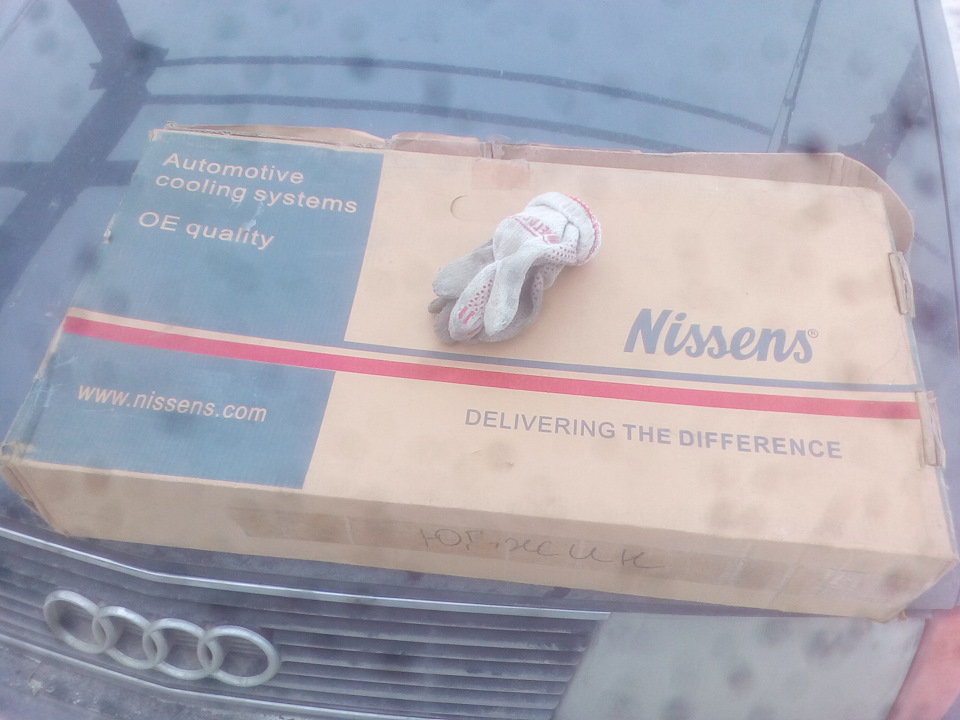 Automotive
cooling systems
OE quality
Nissens®
www.nissens.com
DELIVERING THE DIFFERENCE